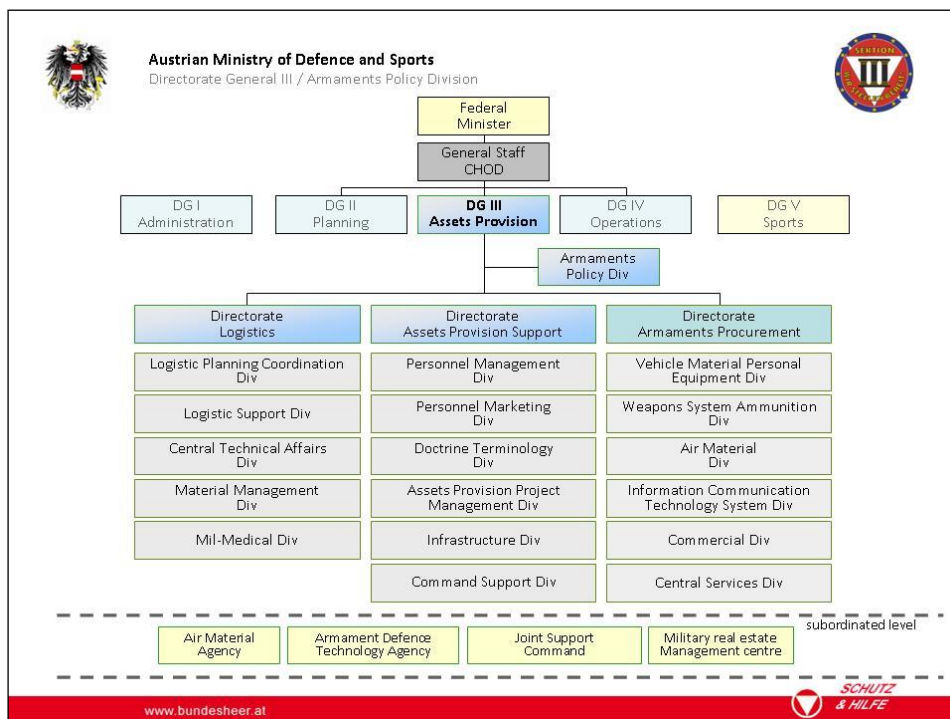 Austrian Ministry of Defence and Sports
Directorate General III / Armaments Policy Division
SEKTION
III
Federal
Minister
General Staff
CHOD
DG I
Administration
DG II
Planning
DG III
Assets Provision
DG IV
Operations
DG V
Sports
Armaments
Policy Div
Directorate
Logistics
Directorate
Assets Provision Support
Directorate
Armaments Procurement
Logistic Planning Coordination
Div
Personnel Management
Div
Vehicle Material Personal
Equipment Div
Logistic Support Div
Personnel Marketing
Div
Weapons System Ammunition
Div
Central Technical Affairs
Div
Doctrine Terminology
Div
Air Material
Div
Material Management
Div
Assets Provision Project
Management Div
Information Communication
Technology System Div
Mil-Medical Div
Infrastructure Div
Commercial Div
Command Support Div
Central Services Div
subordinated level
Air Material
Agency
Armament Defence
Technology Agency
Joint Support
Command
Military real estate
Management centre
www.bundesheer.at
SCHUTZ
& HILFE